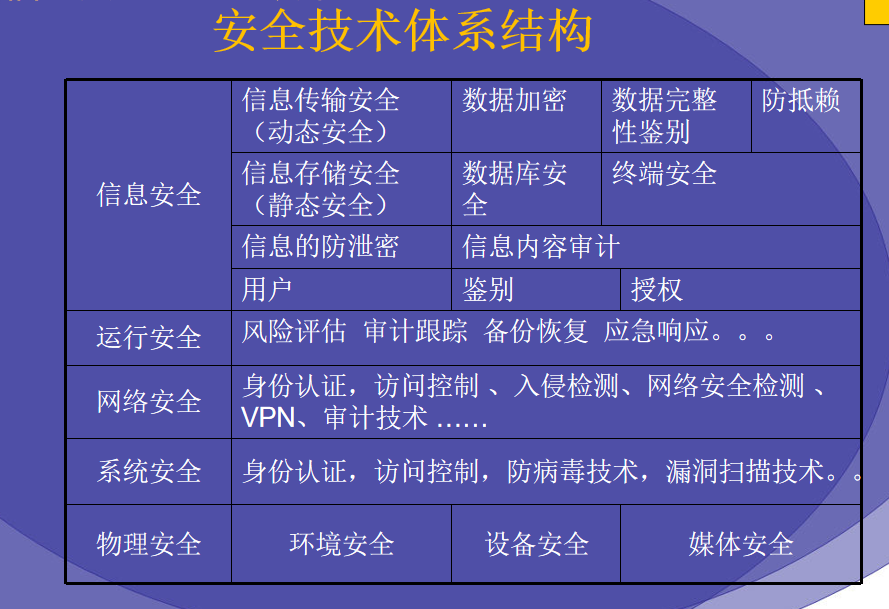 安全技术体系结构
信息安全
信息传输安全
（动态安全）
数据加密
数据完整
性鉴别
防抵赖
信息存储安全
（静态安全）
数据库安
全
终端安全
信息的防泄密
信息内容审计
用户
鉴别
授权
运行安全
风险评估 审计跟踪 备份恢复 应急响应。。。
网络安全
身份认证，访问控制 、入侵检测、网络安全检测 、
VPN、审计技术 ……
系统安全
身份认证，访问控制，防病毒技术，漏洞扫描技术。。
物理安全
环境安全
设备安全
媒体安全